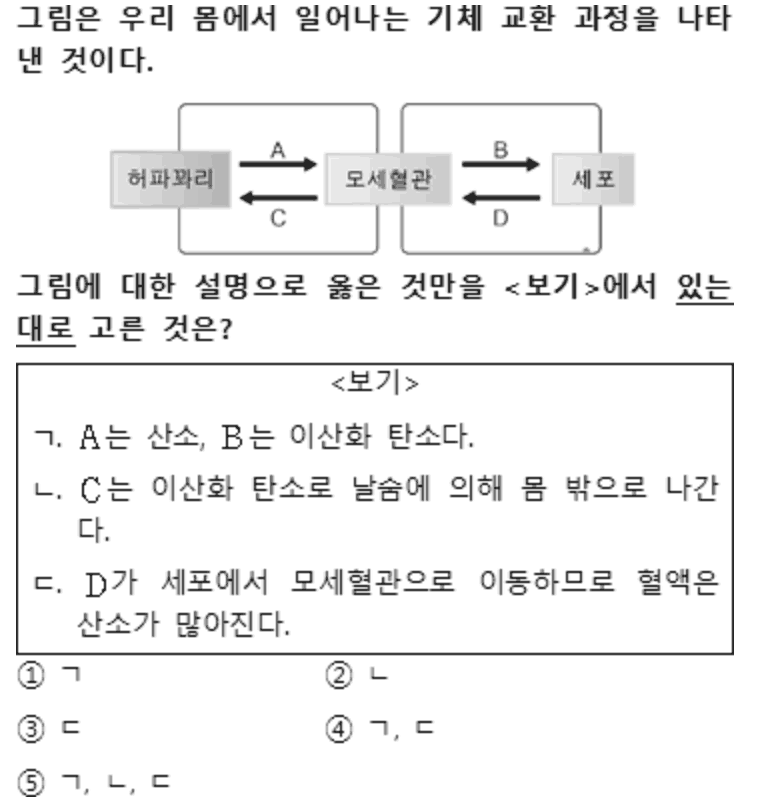 그림은 우리 몸에서 일어나는 기체 교환 과정을 나타
낸 것이다.
A
B
허파꽈리
모세혈관
세포
C
D
그림에 대한 설명으로 옳은 것만을 <보기>에서 있는
대로 고른 것은?
<보기>
ㄱ. A는 산소, B는 이산화 탄소다.
ㄴ. C는 이산화 탄소로 날숨에 의해 몸 밖으로 나간
다.
ㄷ. D가 세포에서 모세혈관으로 이동하므로 혈액은
산소가 많아진다.
① ㄱ
② ㄴ
③ ㄷ
④ ㄱ, ㄷ
⑤ ㄱ, ㄴ, ㄷ